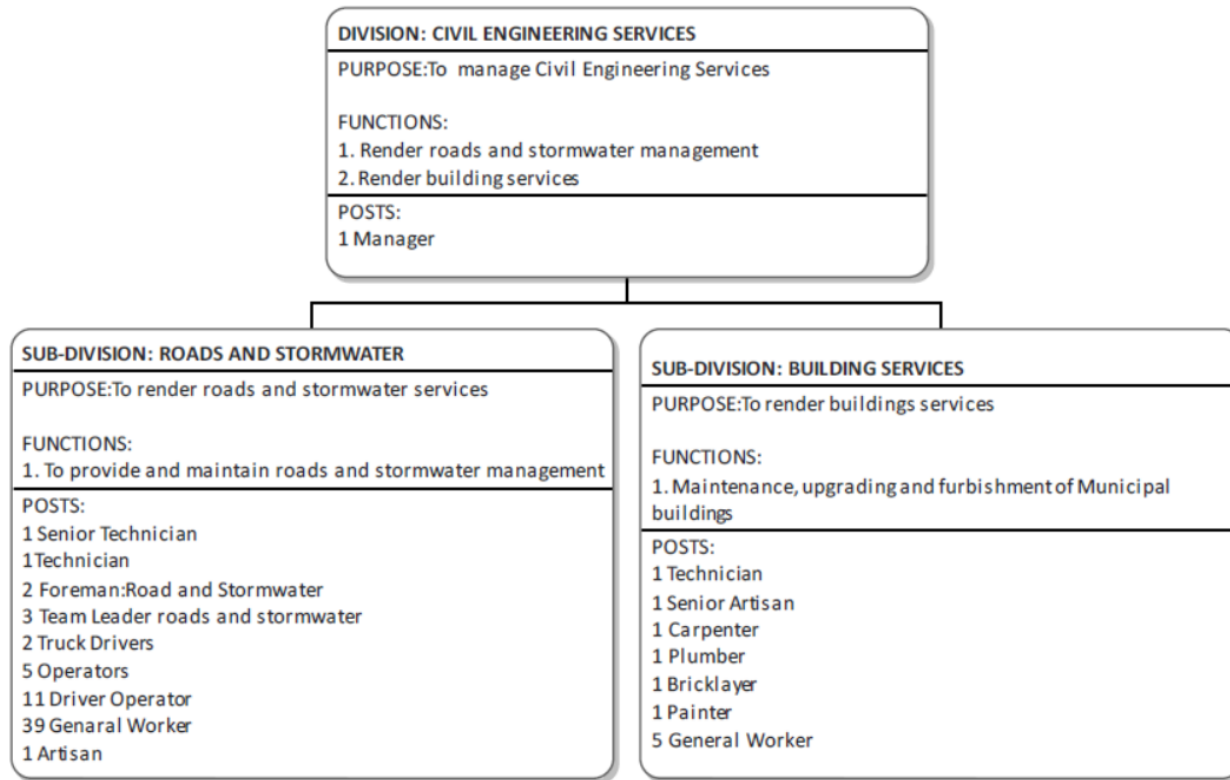 DIVISION: CIVIL ENGINEERING SERVICES
PURPOSE:To manage Civil Engineering Services
FUNCTIONS:
1. Render roads and stormwater management
2. Render building services
POSTS:
1 Manager
SUB-DIVISION: ROADS AND STORMWATER
PURPOSE:To render roads and stormwater services
FUNCTIONS:
1. To provide and maintain roads and stormwater management
POSTS:
1 Senior Technician
1Technician
2 Foreman:Road and Stormwater
3 Team Leader roads and stormwater
2 Truck Drivers
5 Operators
11 Driver Operator
39 Genaral Worker
1 Artisan
SUB-DIVISION: BUILDING SERVICES
PURPOSE:To render buildings services
FUNCTIONS:
1. Maintenance, upgrading and furbishment of Municipal
buildings
POSTS:
1 Technician
1 Senior Artisan
1 Carpenter
1 Plumber
1 Bricklayer
1 Painter
5 General Worker